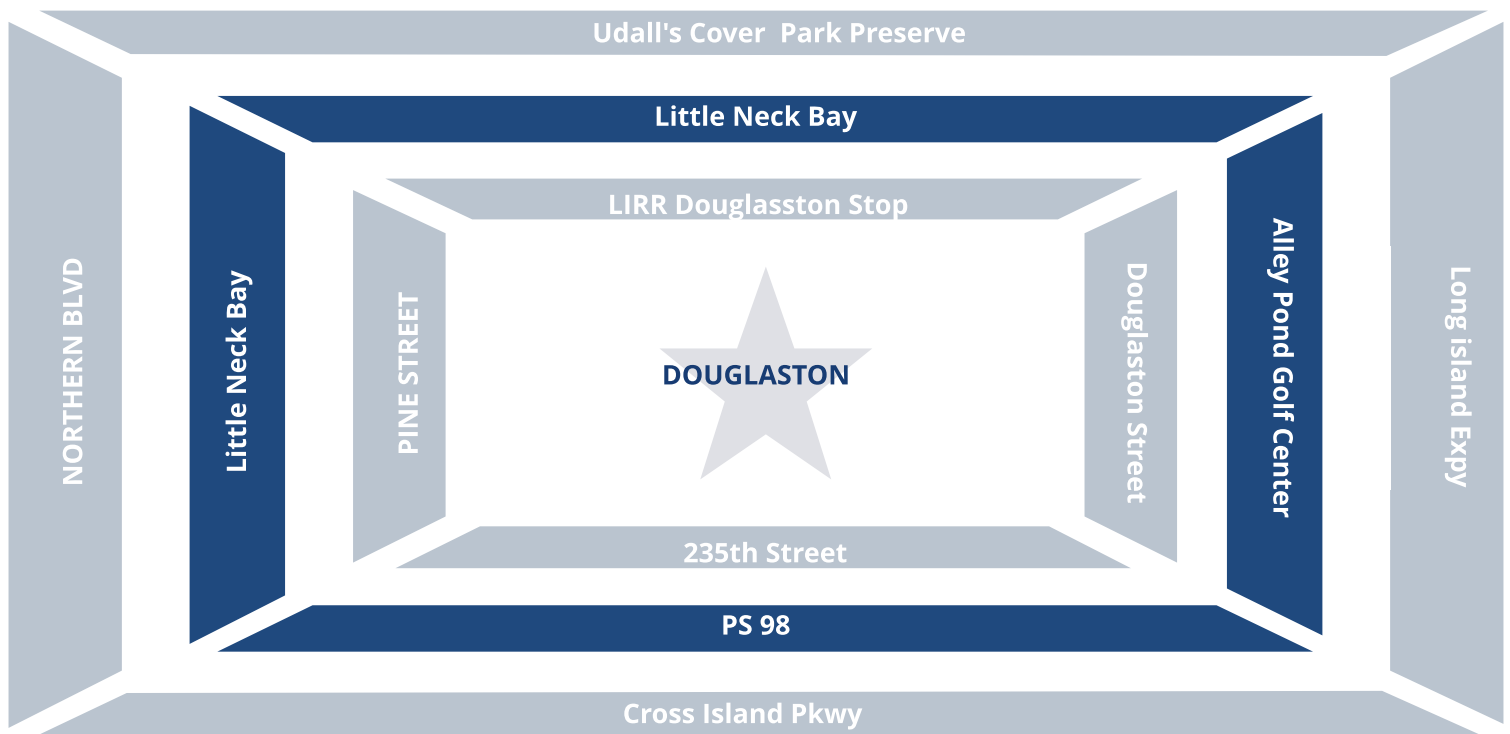 Udall's Cover  Park Preserve
Little Neck Bay
LIRR Douglasston Stop
NORTHERN BLVD
Little Neck Bay
PINE STREET
DOUGLASTON
Douglaston Street
Alley Pond Golf Center
Long island Expy
235th Street
PS 98
Cross Island Pkwy